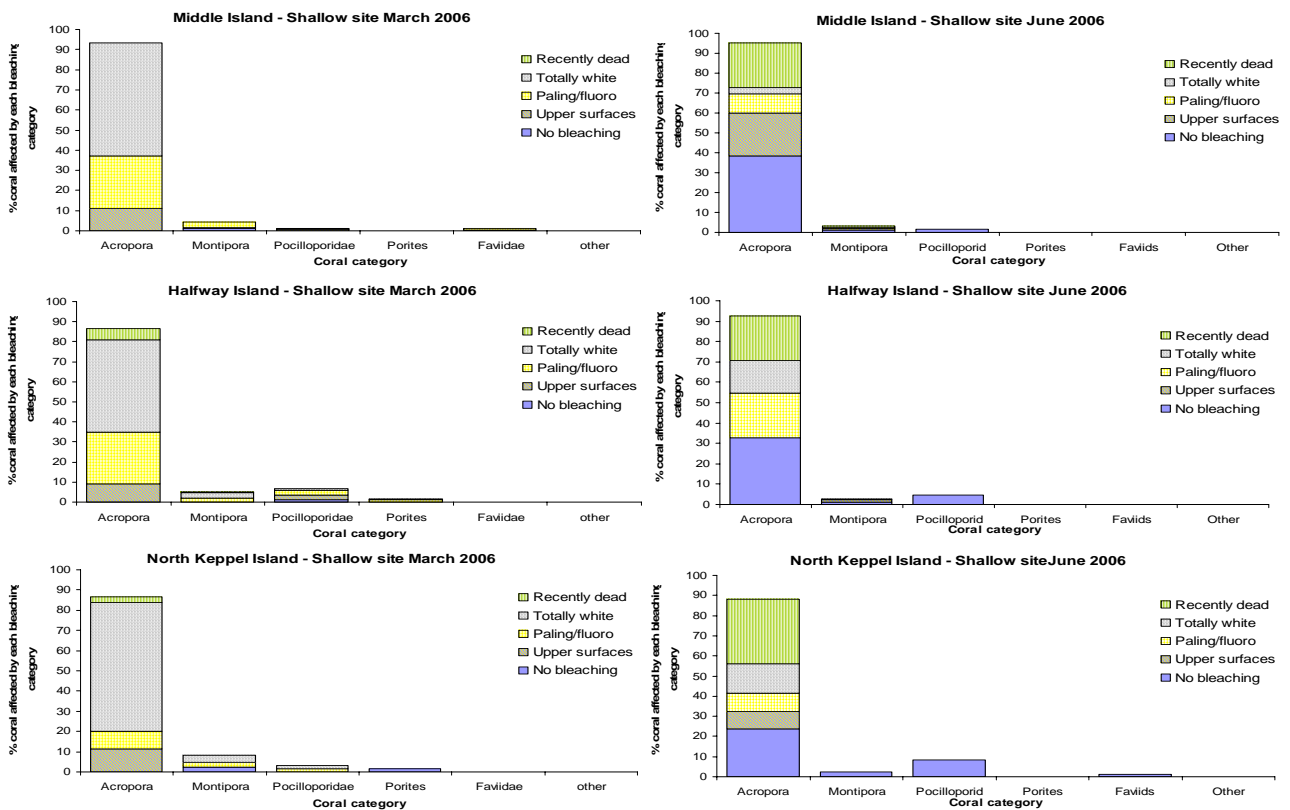 Middle Island - Shallow site March 2006
% coral affected by each bleaching
category
100
90
80
70
60
50
40
30
20
10
0
Recently dead
Totally white
Paling/fluoro
Upper surfaces
No bleaching
Acropora Montipora Pocilloporidae Porites Faviidae other
Coral category
Middle Island - Shallow site June 2006
% coral affected by each bleaching
category
100
90
80
70
60
50
40
30
20
10
0
Recently dead
Totally white
Paling/fluoro
Upper surfaces
No bleaching
Acropora Montipora Pocilloporid Porites Faviids Other
Coral category
Halfway Island - Shallow site March 2006
% coral affected by each bleaching
category
100
90
80
70
60
50
40
30
20
10
0
Recently dead
Totally white
Paling/fluoro
Upper surfaces
No bleaching
Acropora Montipora Pocilloporidae Porites Faviidae other
Coral category
Halfway Island - Shallow site June 2006
% coral affected by each bleaching
category
100
90
80
70
60
50
40
30
20
10
0
Recently dead
Totally white
Paling/fluoro
Upper surfaces
No bleaching
Acropora Montipora Pocilloporid Porites Faviids Other
Coral category
North Keppel Island - Shallow site March 2006
% coral affected by each bleaching
category
100
90
80
70
60
50
40
30
20
10
0
Recently dead
Totally white
Paling/fluoro
Upper surfaces
No bleaching
Acropora Montipora Pocilloporidae Porites Faviidae other
Coral category
North Keppel Island - Shallow siteJune 2006
% coral affected by each bleaching
category
100
90
80
70
60
50
40
30
20
10
0
Recently dead
Totally white
Paling/fluoro
Upper surfaces
No bleaching
Acropora Montipora Pocilloporid Porites Faviids Other
Coral category